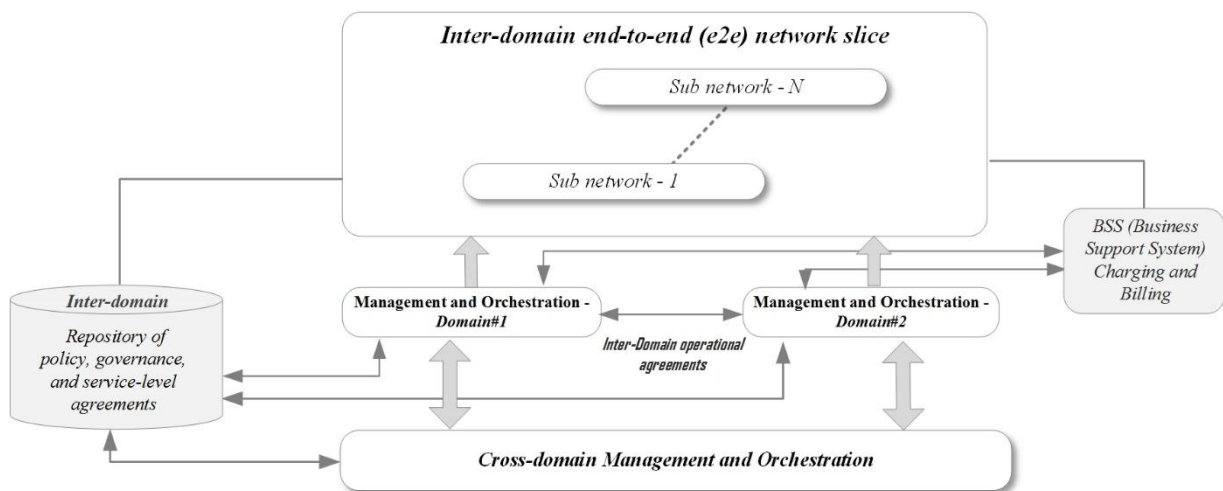 Inter-domain end-to-end (e2e) network slice
Sub network - N
Sub network - 1
BSS (Business
Support System)
Charging and
Billing
Inter-domain
Repository of
policy, governance,
and service-level
agreements
Management and Orchestration -
Domain#1
Management and Orchestration -
Domain#2
Inter-Domain operational
agreements
Cross-domain Management and Orchestration